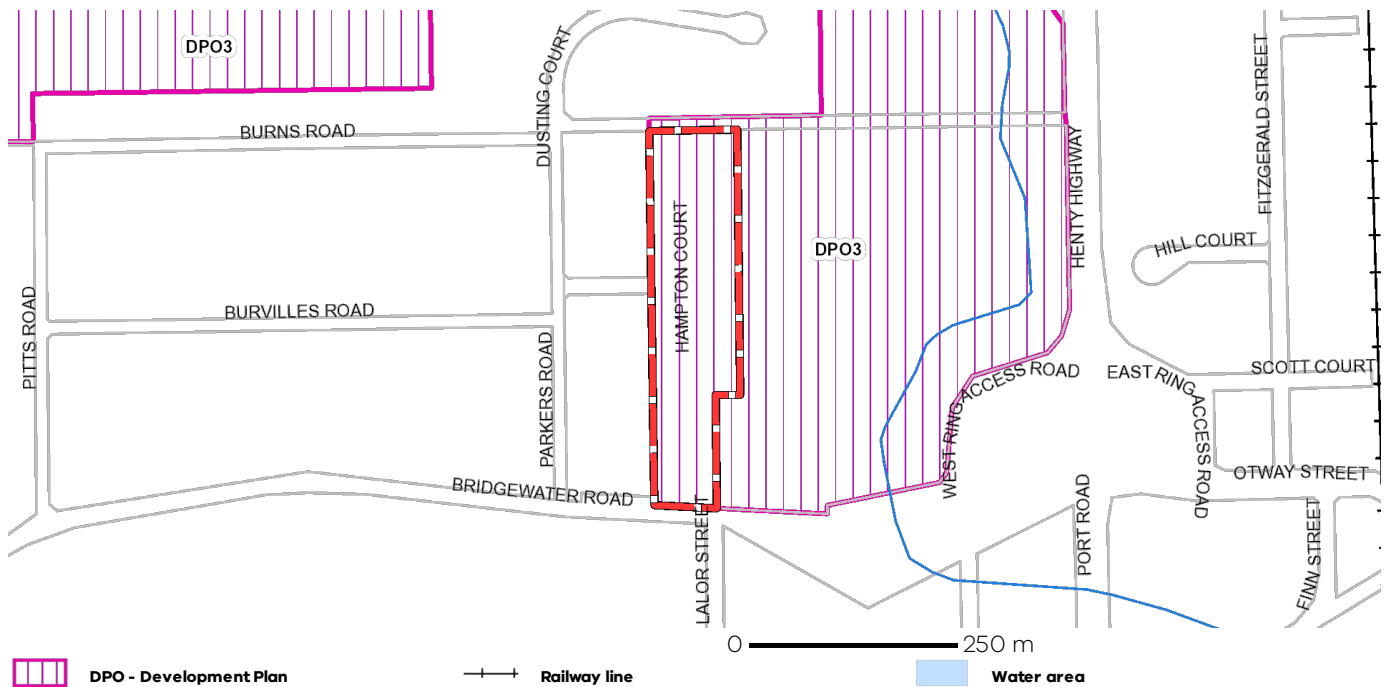 DPO3
DUSTING COURT
FITZGERALD STREET
BURNS ROAD
HENTY HIGHWAY
HAMPTON COURT
DPO3
HILL COURT
PITTS ROAD
BURVILLES ROAD
PARKERS ROAD
WEST RING ACCESS ROAD
EAST RING ACCESS ROAD
SCOTT COURT
OTWAY STREET
BRIDGEWATER ROAD
LALOR STREET
PORT ROAD
FINN STREET
0 250 m
DPO - Development Plan
Railway line
Water area